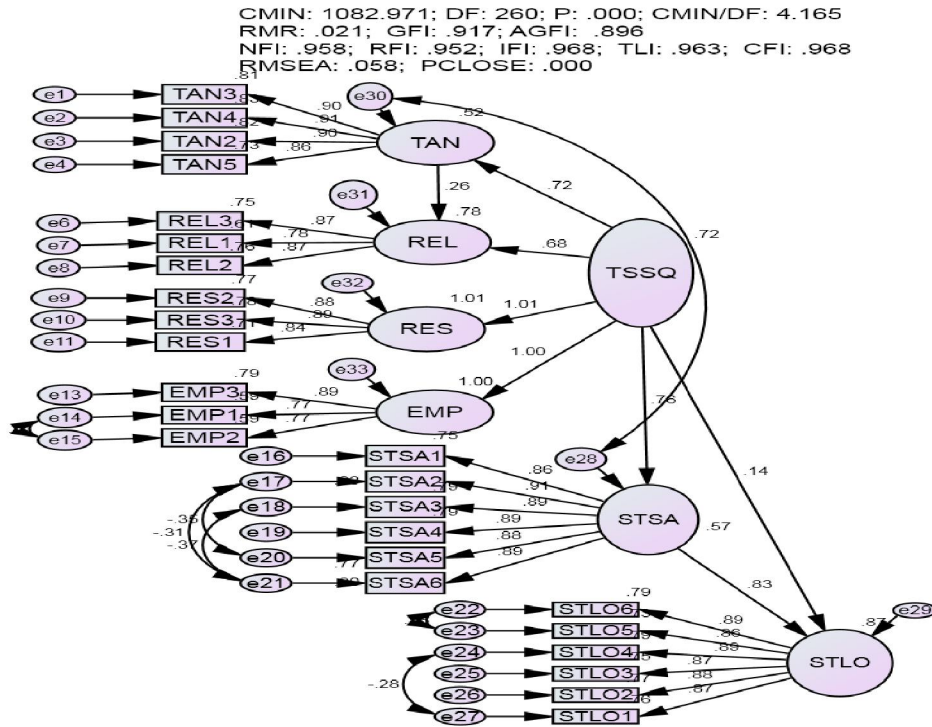 CMIN: 1082.971; DF: 260; P: .000; CMIN/DF: 4.165
RMR: .021; GFI: .917; AGFI: .896
NFI: .958; RFI: .952; IFI: .968; TLI: .963; CFI: .968
RMSEA: .058; PCLOSE: .000
.81
e1 TAN3 .90 e30 .52
e2 TAN4 .91
e3 TAN2 .90 TAN
e4 TAN5 .86
.72
.26
e31
.75 .87 .78
e6 REL3
e7 REL1 .78 REL .68 .72
e8 REL2 .87
TSSQ
.77 e32
e9 RES2 .88 1.01 1.01
e10 RES3 .89 RES
e11 RES1 .84
1.00
.79 e33 1.00
e13 EMP3 .89
e14 EMP1 .77 EMP
e15 EMP2 .77
.76
.75
e16 STSA1 .86 e28 .14
e17 STSA2 .91
e18 STSA3 .89
-.31 e19 STSA4 .89 STSA .57
-.37 e20 STSA5 .88
e21 .77 STSA6 .89
.83
.79
e22 STLO6 .89 .87 e29
e23 STLO5 .86
e24 STLO4 .89
-.28 e25 STLO3 .87 STLO
e26 STLO2 .88
e27 STLO1 .87